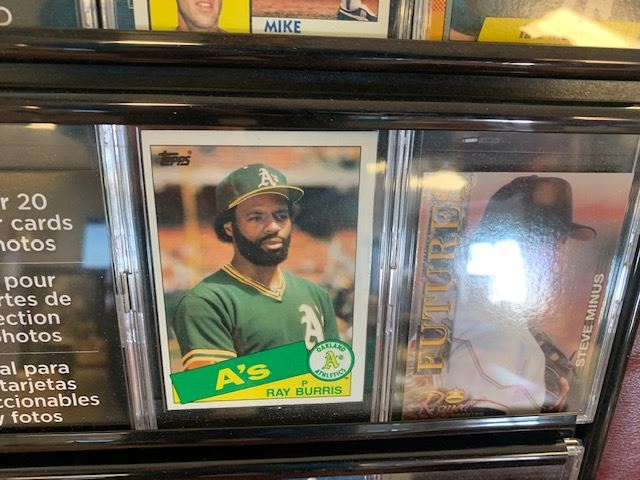 MIKE
r 20
r cards
hotos
pour
rtes de
ection
photos
al para
tarjetas
ccionables
y fotos
Topps
A
A
A's
OAKLAND
A's
ATHLETICS
P
RAY BURRIS
FUTURE
STEVE MINUS